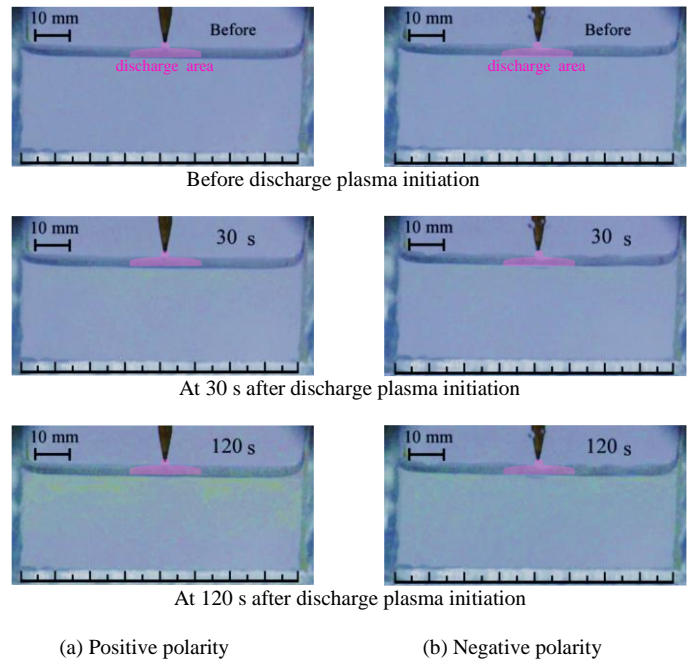 10 mm
Before
discharge area
10 mm
Before
discharge area
Before discharge plasma initiation
10 mm
30 s
10 mm
30 s
At 30 s after discharge plasma initiation
10 mm
120 s
10 mm
120 s
At 120 s after discharge plasma initiation
(a) Positive polarity
(b) Negative polarity